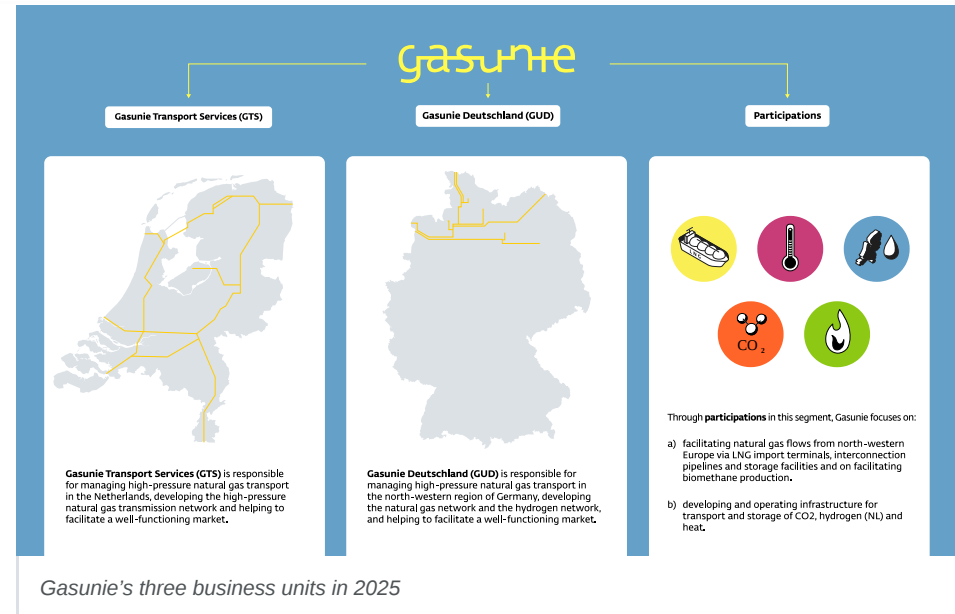 gasunie
Gasunie Transport Services (GTS)
Gasunie Deutschland (GUD)
Participations
LNG
CO2
Gasunie Transport Services (GTS) is responsible
for managing high-pressure natural gas transport
in the Netherlands, developing the high-pressure
natural gas transmission network and helping to
facilitate a well-functioning market.
Gasunie Deutschland (GUD) is responsible for
managing high-pressure natural gas transport in
the north-western region of Germany, developing
the natural gas network and the hydrogen network,
and helping to facilitate a well-functioning market.
Through participations in this segment, Gasunie focuses on:
a) facilitating natural gas flows from north-western
Europe via LNG import terminals, interconnection
pipelines and storage facilities and on facilitating
biomethane production.
b) developing and operating infrastructure for
transport and storage of CO2, hydrogen (NL) and
heat.
Gasunie's three business units in 2025